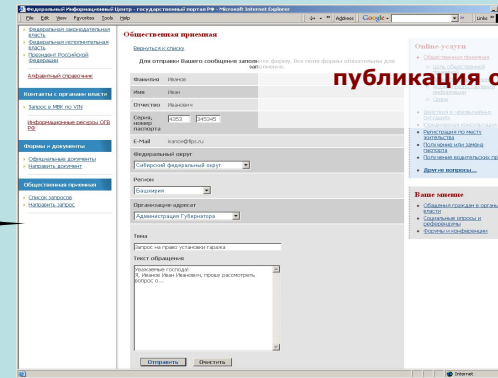 Федеральный Информационный Центр - государственный портал РФ - Microsoft Internet Explorer
File Edit View Favorites Tools Help
Address Google Links
Федеральная законодательная власть
Федеральная исполнительная власть
Президент Российской Федерации
Алфавитный справочник
Контакты с органами власти
Запрос в МВК по VIN
Информационные ресурсы ОГВ РФ
Формы и документы
Официальные документы
Направить документ
Общественная приемная
Список запросов
Направить запрос
Общественная приемная
Вернуться к списку
Для отправки Вашего сообщения заполните форму. Все поля формы обязательны для заполнения.
Фамилия Иванов
Имя Иван
Отчество Иванович
Серия, номер паспорта 4353 345345
E-Mail ivanov@fips.ru
Федеральный округ
Сибирский федеральный округ
Регион
Башкирия
Организация-адресат
Администрация Губернатора
Тема
Запрос на право установки гаража
Текст обращения
Уважаемые господа!
Я, Иванов Иван Иванович, прошу рассмотреть
вопрос о...
Отправить Очистить
публикация о
Online-услуги
Общественная приемная
Регистрация по месту жительства
Получение или замена паспорта
Получение водительских пр
Другие вопросы...
Ваше мнение
Обращения граждан в органы власти
Социальные опросы и референдумы
Форумы и конференции
Internet